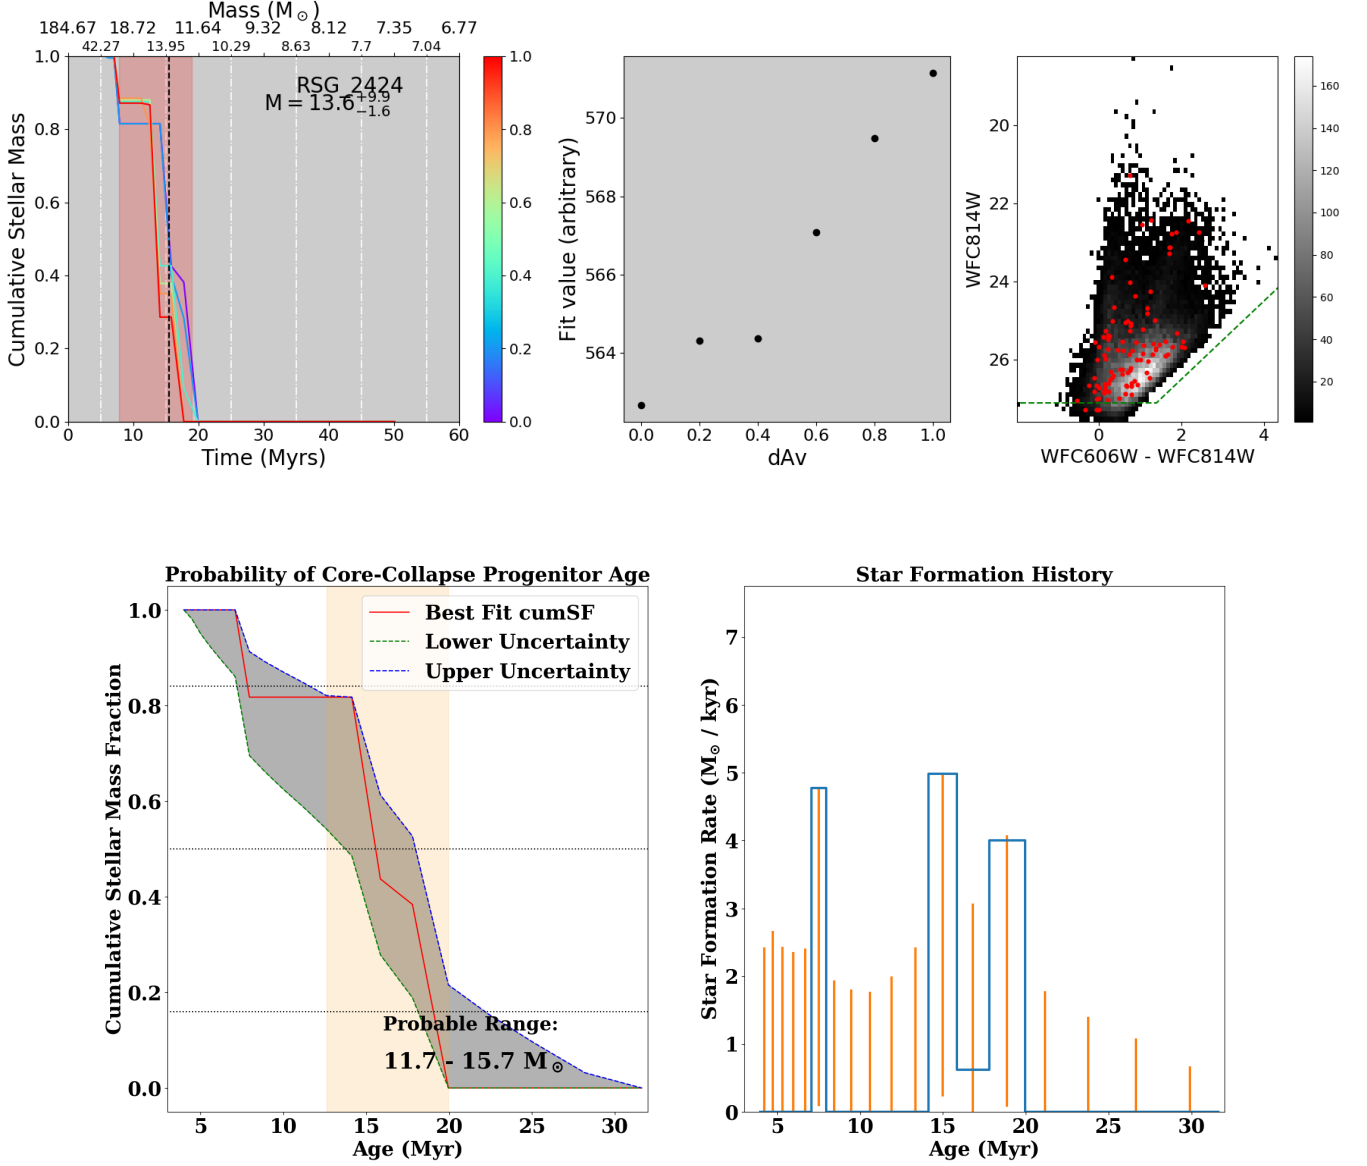 Mass (M⊙)
184.67 18.72 11.64 9.32 8.12 7.35 6.77
42.27 13.95 10.29 8.63 7.7 7.04
RSG_2424
M = 13.6 +9.9 −1.6
Cumulative Stellar Mass
1.0
0.8
0.6
0.4
0.2
0.0
0 10 20 30 40 50 60
Time (Myrs)
1.0
0.8
0.6
0.4
0.2
0.0
Fit value (arbitrary)
570
568
566
564
0.0 0.2 0.4 0.6 0.8 1.0
dAv
WFC814W
20
22
24
26
0 2 4
WFC606W - WFC814W
160
140
120
100
80
60
40
20
Probability of Core-Collapse Progenitor Age
Best Fit cumSF
Lower Uncertainty
Upper Uncertainty
Cumulative Stellar Mass Fraction
1.0
0.8
0.6
0.4
0.2
0.0
Probable Range:
11.7 - 15.7 M⊙
5 10 15 20 25 30
Age (Myr)
Star Formation History
Star Formation Rate (M⊙ / kyr)
7
6
5
4
3
2
1
0
5 10 15 20 25 30
Age (Myr)